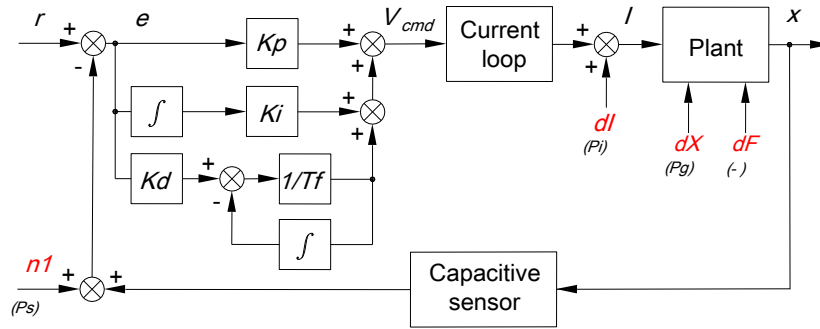 r
+
-
e
Kp
+
+
V cmd
Current
loop
+
+
I
Plant
x
∫
Ki
+
+
dI
(Pi)
dX
(Pg)
dF
(-)
Kd
+
-
1/Tf
∫
n1
(Ps)
+
+
+
Capacitive
sensor